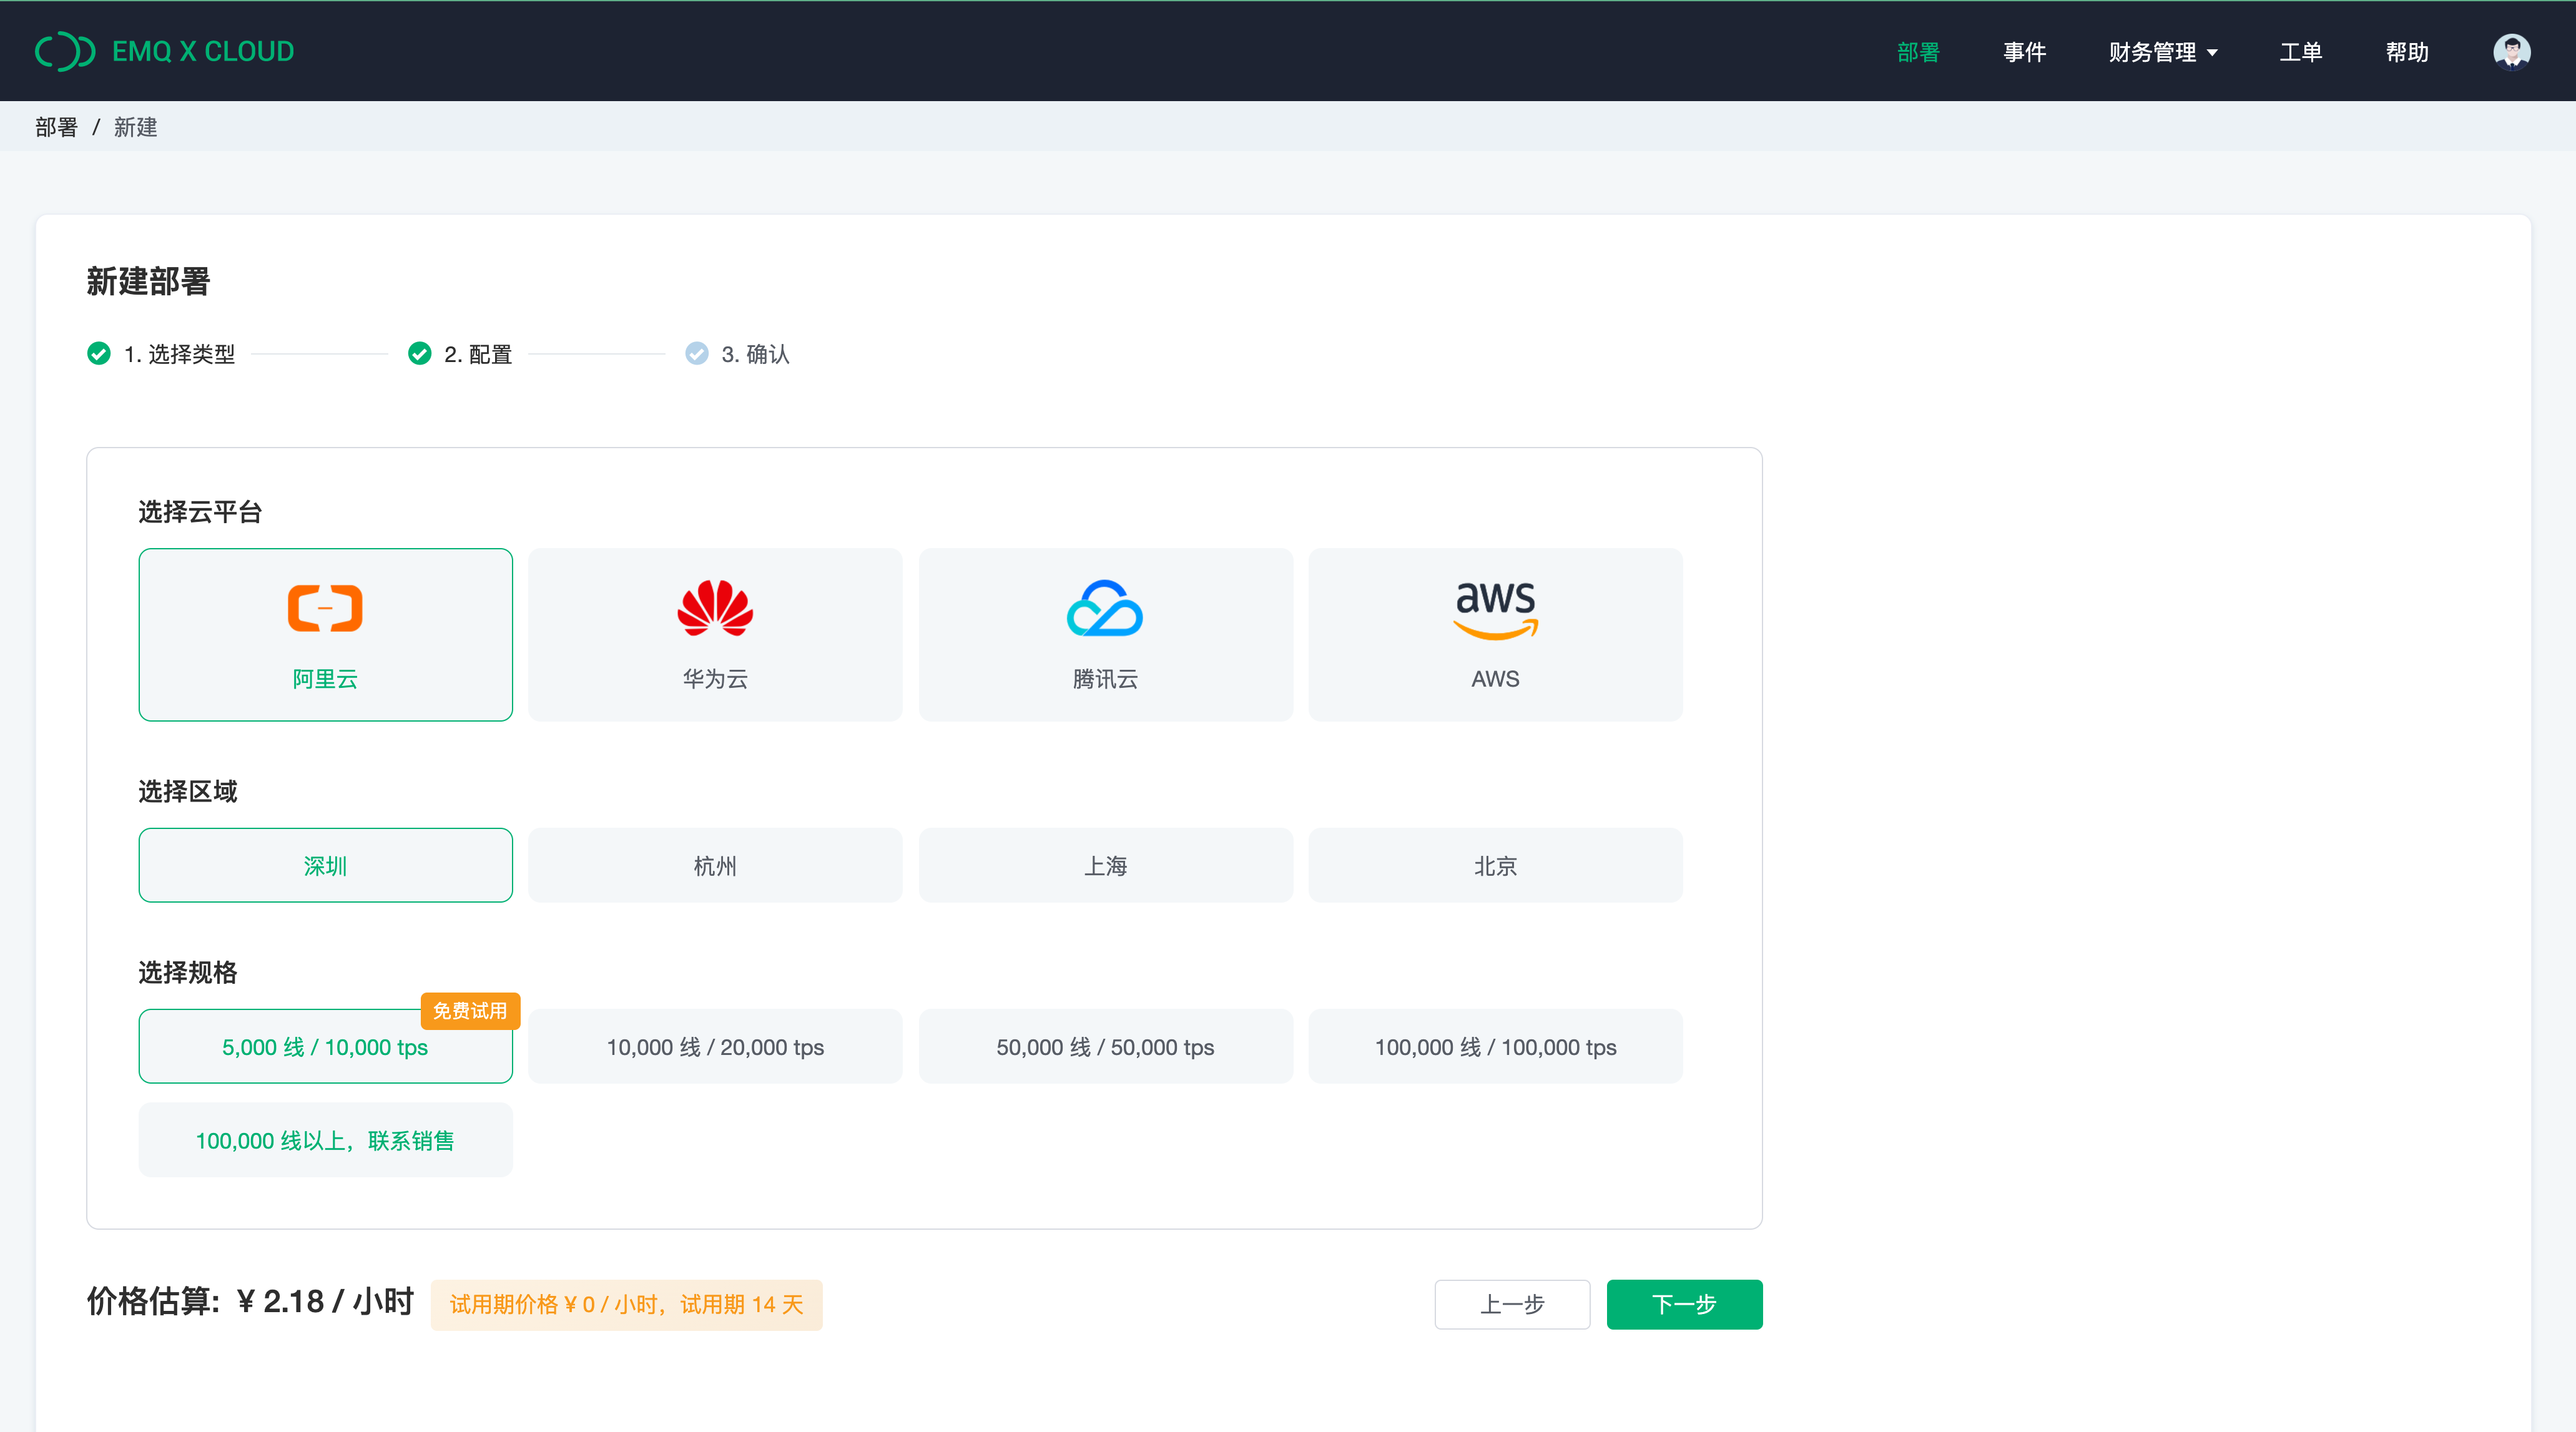 EMQ X CLOUD
部署 事件 财务管理 工单 帮助
部署 / 新建
新建部署
1. 选择类型 2. 配置 3. 确认
选择云平台
aws
阿里云 华为云 腾讯云 AWS
选择区域
深圳 杭州 上海 北京
选择规格
免费试用
5,000 线 / 10,000 tps 10,000 线 / 20,000 tps 50,000 线 / 50,000 tps 100,000 线 / 100,000 tps
100,000 线以上，联系销售
价格估算: ¥ 2.18 / 小时 试用期价格 ¥ 0 / 小时，试用期 14 天 上一步 下一步